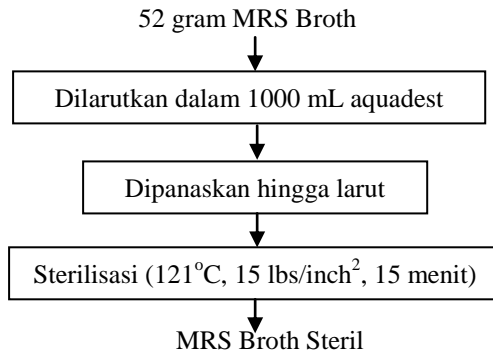 52 gram MRS Broth
Dilarutkan dalam 1000 mL aquadest
Dipanaskan hingga larut
Sterilisasi (121°C, 15 lbs/inch², 15 menit)
MRS Broth Steril